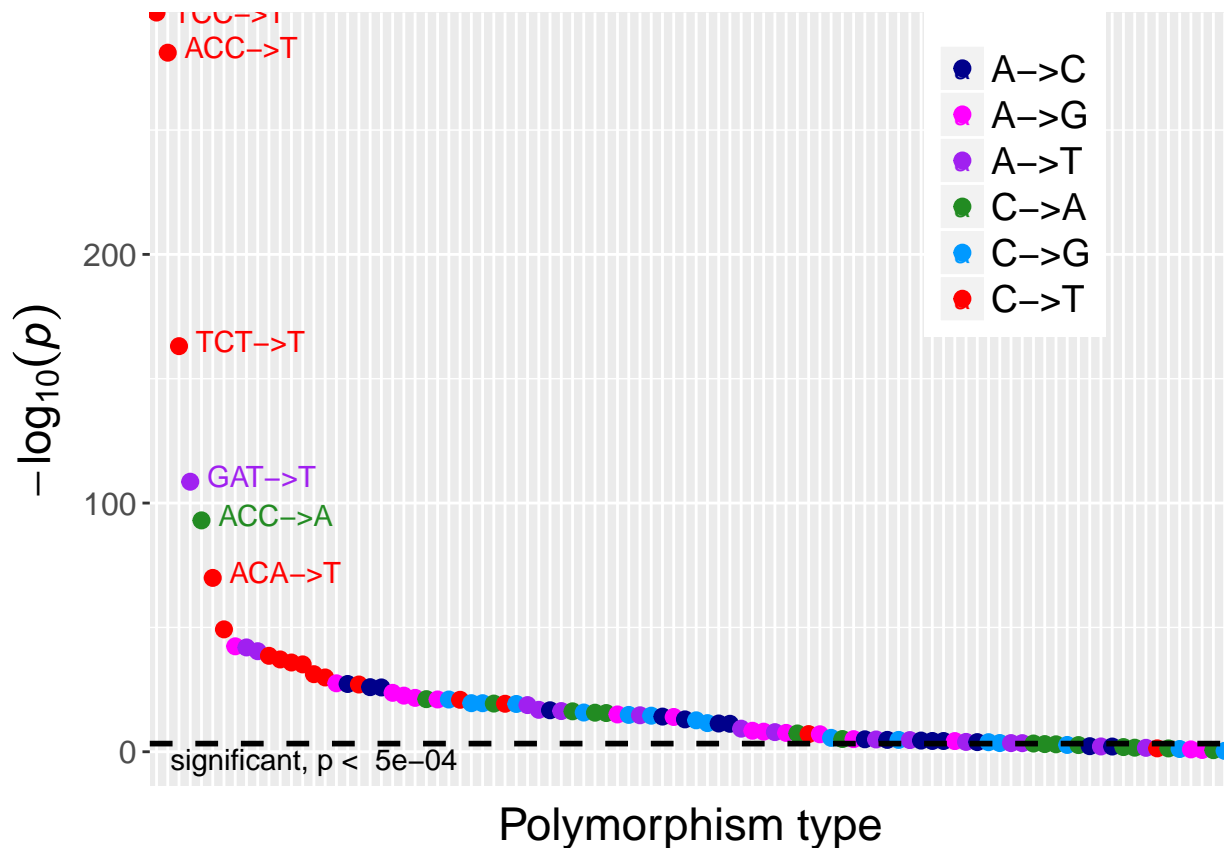 TCC->T
ACC->T
A->C
A->G
A->T
C->A
C->G
C->T
200
TCT->T
GAT->T
100
ACC->A
ACA->T
0
significant, p < 5e-04
−log10(p)
Polymorphism type